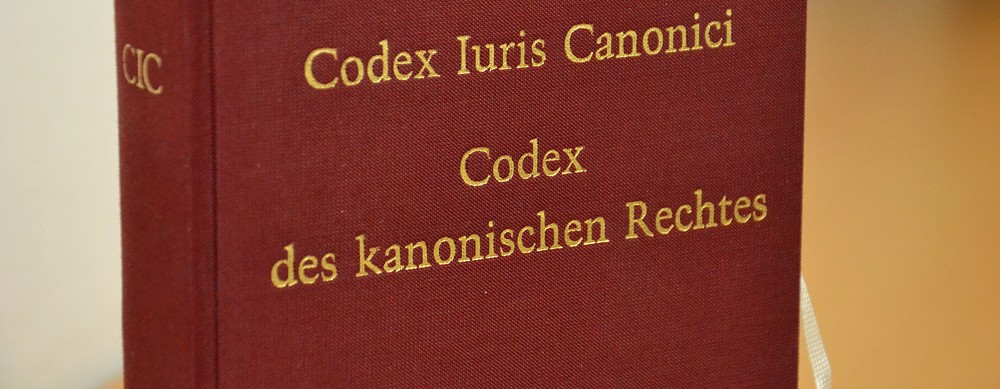 CIC
Codex Iuris Canonici
Codex
des kanonischen Rechtes